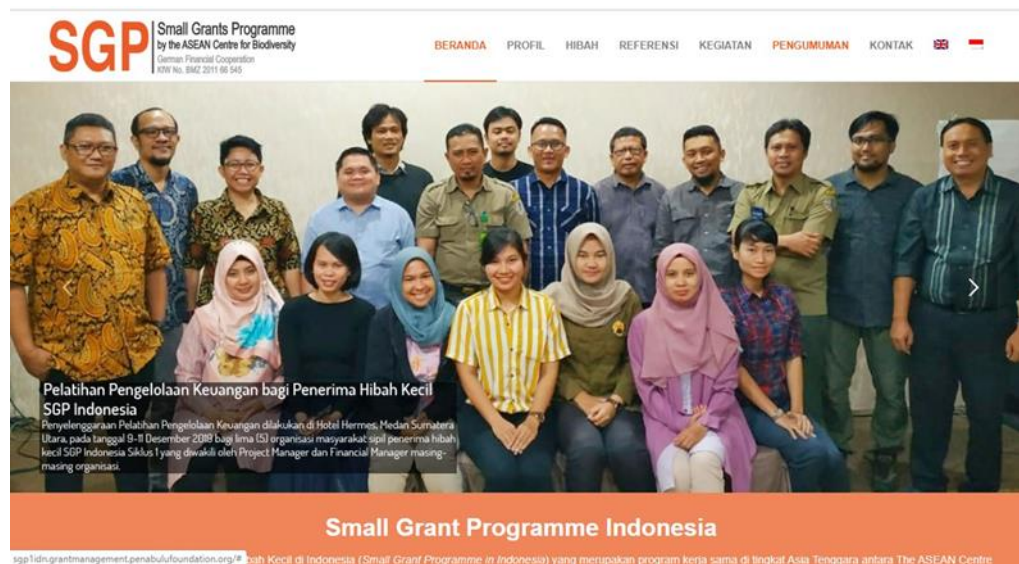 SGP
Small Grants Programme
by the ASEAN Centre for Biodiversity
German Financial Cooperation
KfW No. BMZ 2011 66 545
BERANDA PROFIL HIBAH REFERENSI KEGIATAN PENGUMUMAN KONTAK
Pelatihan Pengelolaan Keuangan bagi Penerima Hibah Kecil
SGP Indonesia
Penyelenggaraan Pelatihan Pengelolaan Keuangan dilakukan di Hotel Hermes, Medan Sumatera
Utara, pada tanggal 9-11 Desember 2019 bagi lima (5) organisasi masyarakat sipil penerima hibah
kecil SGP Indonesia Siklus 1 yang diwakili oleh Project Manager dan Financial Manager masing-
masing organisasi.
Small Grant Programme Indonesia
sgp1idn.grantmanagement.penabulufoundation.org/# Kecil di Indonesia (Small Grant Programme in Indonesia) yang merupakan program kerja sama di tingkat Asia Tenggara antara The ASEAN Centre